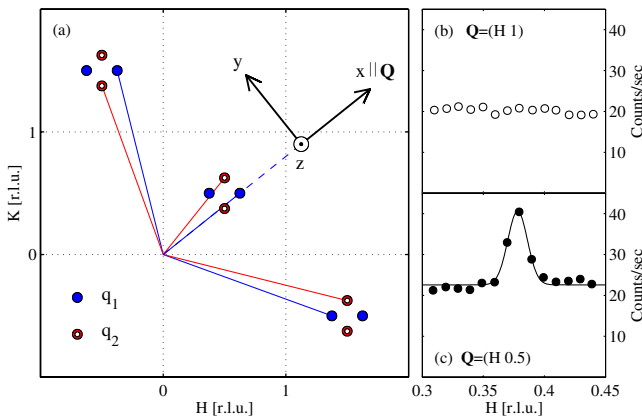 (a)
y
x || Q
z
1
0
K [r.l.u.]
q1
q2
0
1
H [r.l.u.]
(b)
Q=(H 1)
40
30
20
10
Counts/sec
40
30
20
10
Counts/sec
(c)
Q=(H 0.5)
0.3
0.35
0.4
0.45
H [r.l.u.]